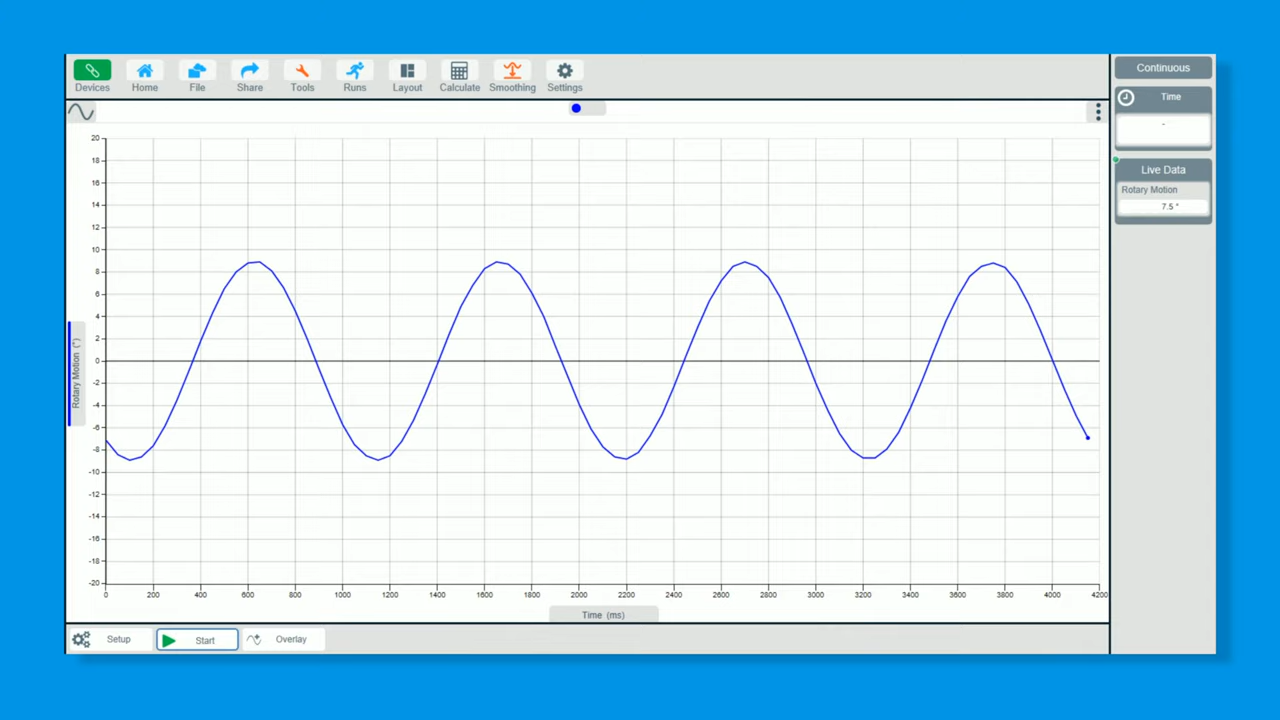 Devices Home File Share Tools Runs Layout Calculate Smoothing Settings
Continuous
Time
-
Live Data
Rotary Motion
7.5 °
20
18
16
14
12
10
8
6
4
2
0
-2
-4
-6
-8
-10
-12
-14
-16
-18
-20
Rotary Motion (°)
0 200 400 600 800 1000 1200 1400 1600 1800 2000 2200 2400 2600 2800 3000 3200 3400 3600 3800 4000 4200
Time (ms)
Setup Start Overlay